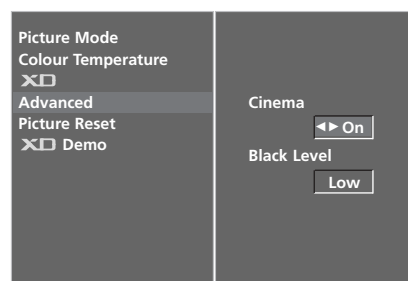 Picture Mode
Colour Temperature
XD
Advanced
Picture Reset
XD Demo
Cinema
◄► On
Black Level
Low